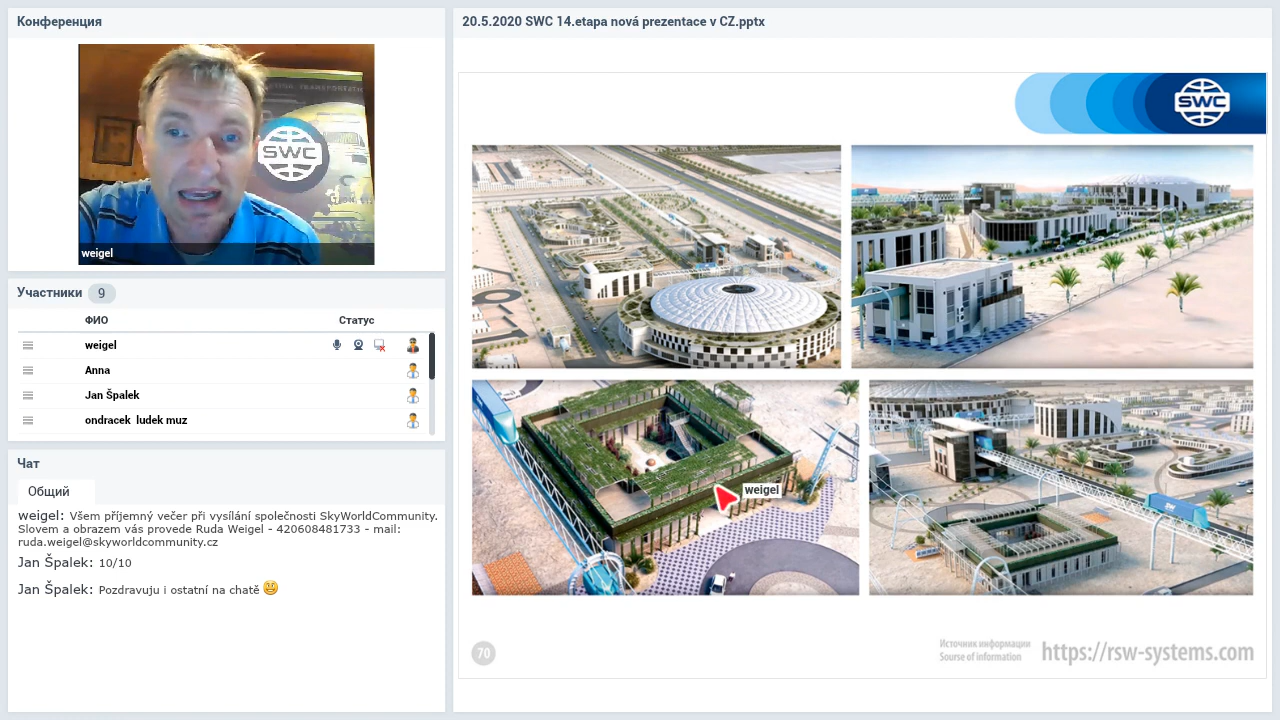 Конференция
SWC
weigel
Участники 9
ФИО Статус
weigel
Anna
Jan Špalek
ondracek ludek muz
Чат
Общий
weigel: Všem příjemný večer při vysílání společnosti SkyWorldCommunity.
Slovem a obrazem vás provede Ruda Weigel - 420608481733 - mail:
ruda.weigel@skyworldcommunity.cz
Jan Špalek: 10/10
Jan Špalek: Pozdravuju i ostatní na chatě
20.5.2020 SWC 14.etapa nová prezentace v CZ.pptx
SWC
weigel
70
Источник информации
Sourse of information
https://rsw-systems.com